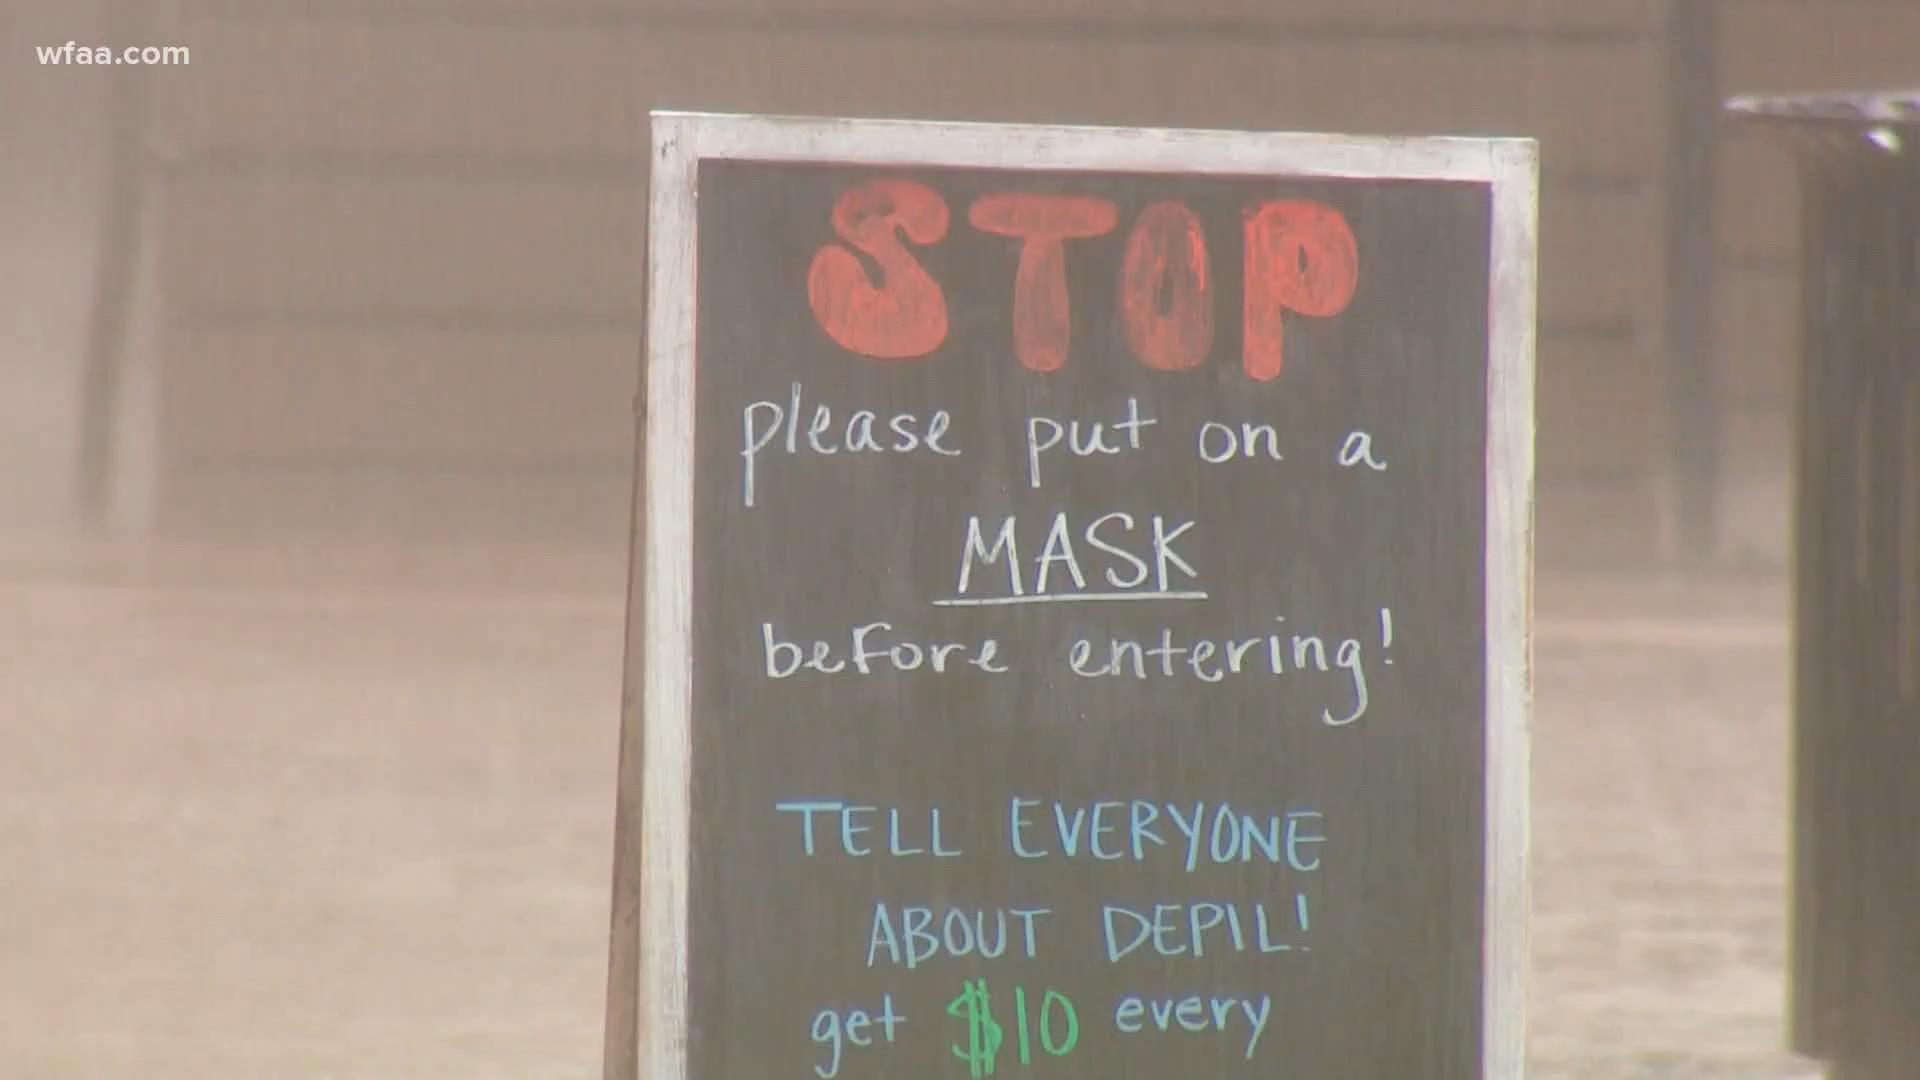 wfaa.com
STOP
please put on a
MASK
before entering!
TELL EVERYONE
ABOUT DEPIL!
get $10 every